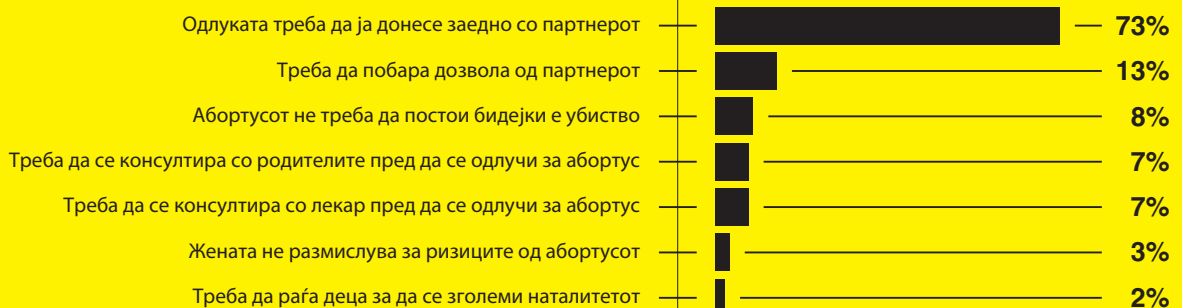 Одлуката треба да ја донесе заедно со партнерот 73%
Треба да побара дозвола од партнерот 13%
Абортусот не треба да постои бидејки е убиство 8%
Треба да се консултира со родителите пред да се одлучи за абортус 7%
Треба да се консултира со лекар пред да се одлучи за абортус 7%
Жената не размислува за ризиците од абортусот 3%
Треба да раѓа деца за да се зголеми наталитетот 2%